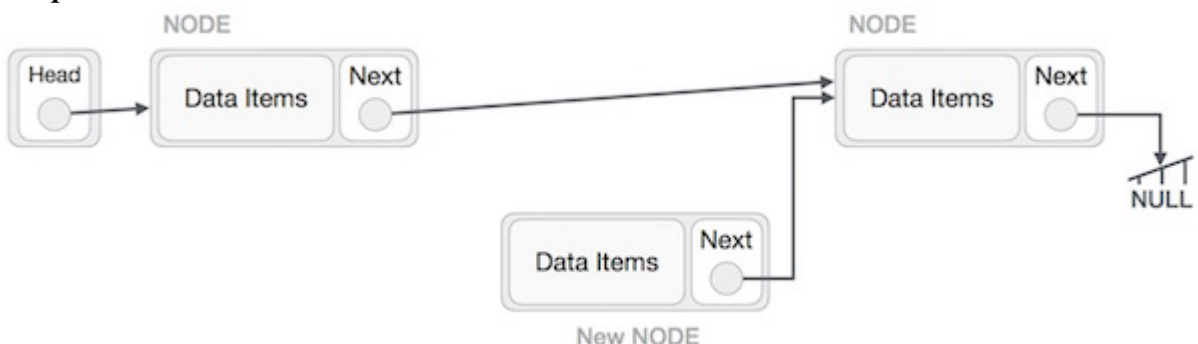 NODE
NODE
Head
Data Items
Next
Data Items
Next
NULL
Data Items
Next
New NODE